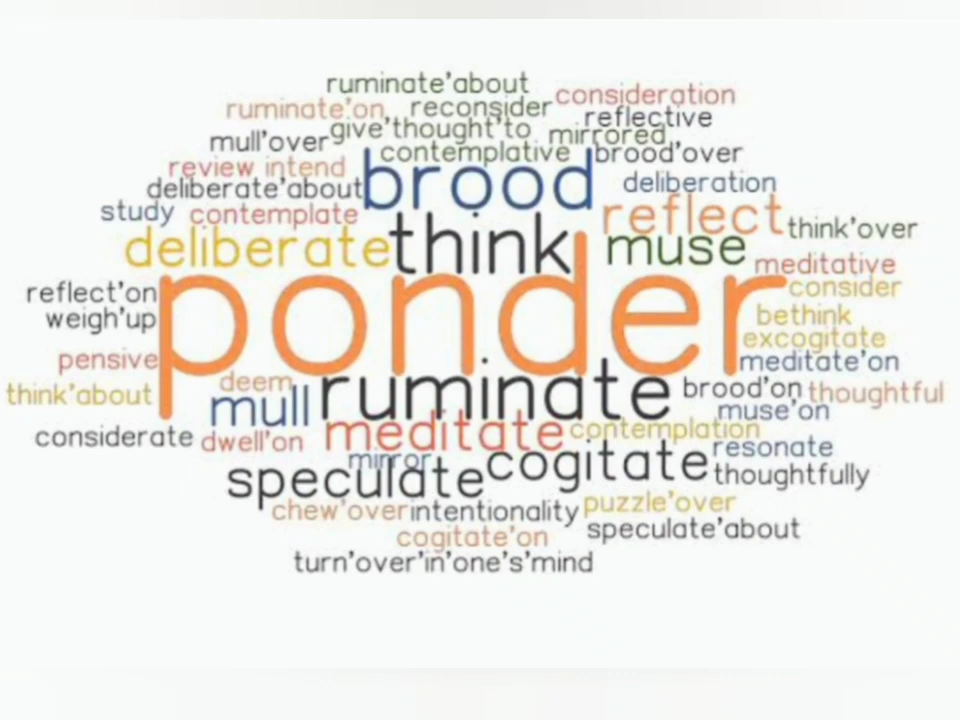 ruminate'about
consideration
ruminate'on reconsider
reflective
give'thought'to mirrored
mull'over
contemplative brood'over
review intend
brood
deliberation
deliberate'about
study contemplate
reflect
think'over
deliberate think muse
meditative
ponder
consider
reflect'on
weigh'up
bethink
excogitate
pensive
meditate'on
deem
ruminate
brood'on thoughtful
think'about
mull
muse'on
considerate dwell'on
meditate
contemplation
resonate
mirror
cogitate
speculate
thoughtfully
chew'over intentionality
puzzle'over
speculate'about
cogitate'on
turn'over'in'one's'mind